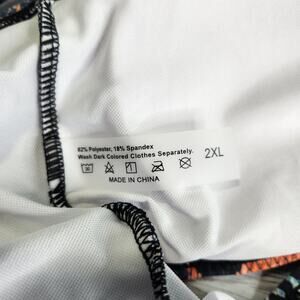 82% Polyester, 18% Spandex
Wash Dark Colored Clothes Separately.
2XL
MADE IN CHINA